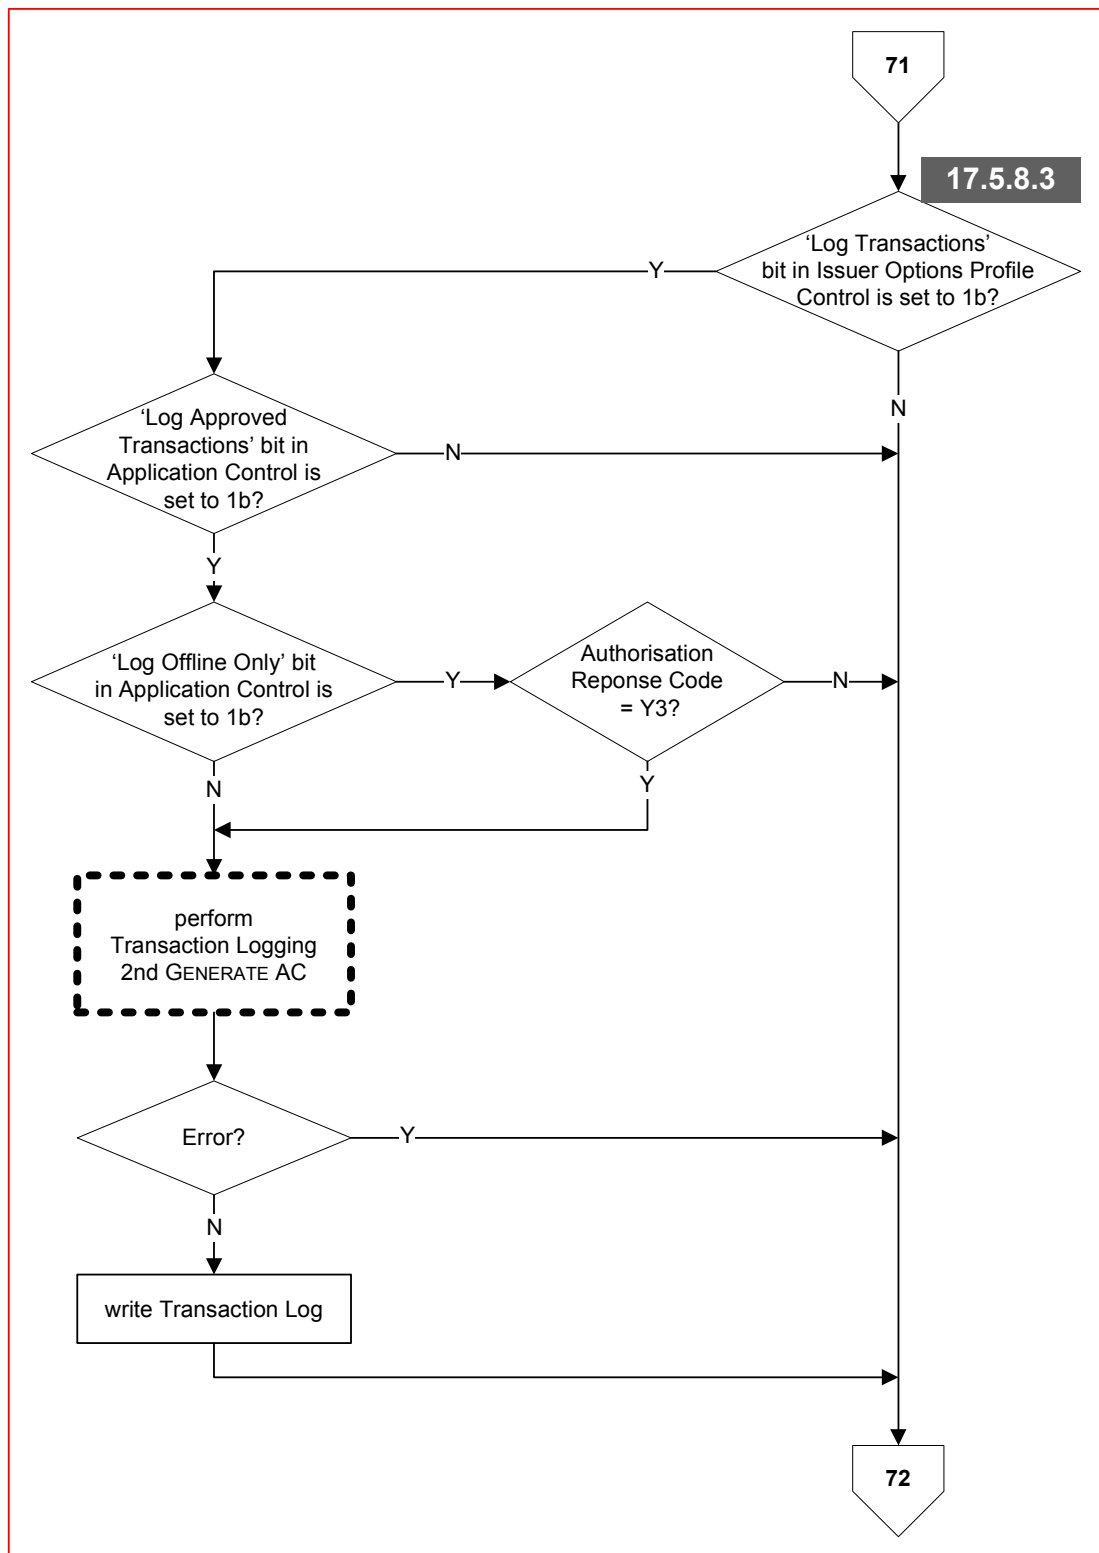 71
17.5.8.3
‘Log Transactions’
bit in Issuer Options Profile
Control is set to 1b?
Y
N
‘Log Approved
Transactions’ bit in
Application Control is
set to 1b?
N
Y
‘Log Offline Only’ bit
in Application Control is
set to 1b?
Y
Authorisation
Reponse Code
= Y3?
N
N
Y
perform
Transaction Logging
2nd GENERATE AC
Error?
Y
N
write Transaction Log
72